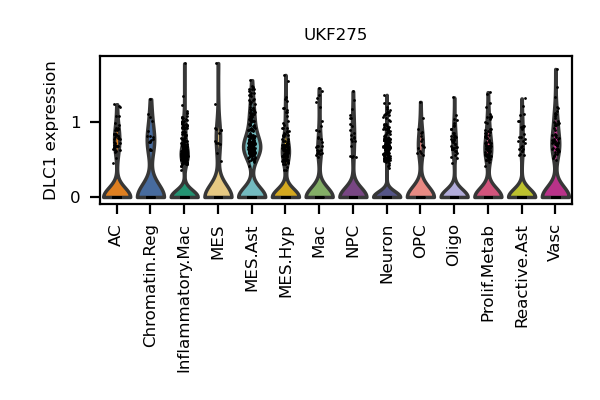 UKF275
DLC1 expression
1
0
AC
Chromatin.Reg
Inflammatory.Mac
MES
MES.Ast
MES.Hyp
Mac
NPC
Neuron
OPC
Oligo
Prolif.Metab
Reactive.Ast
Vasc